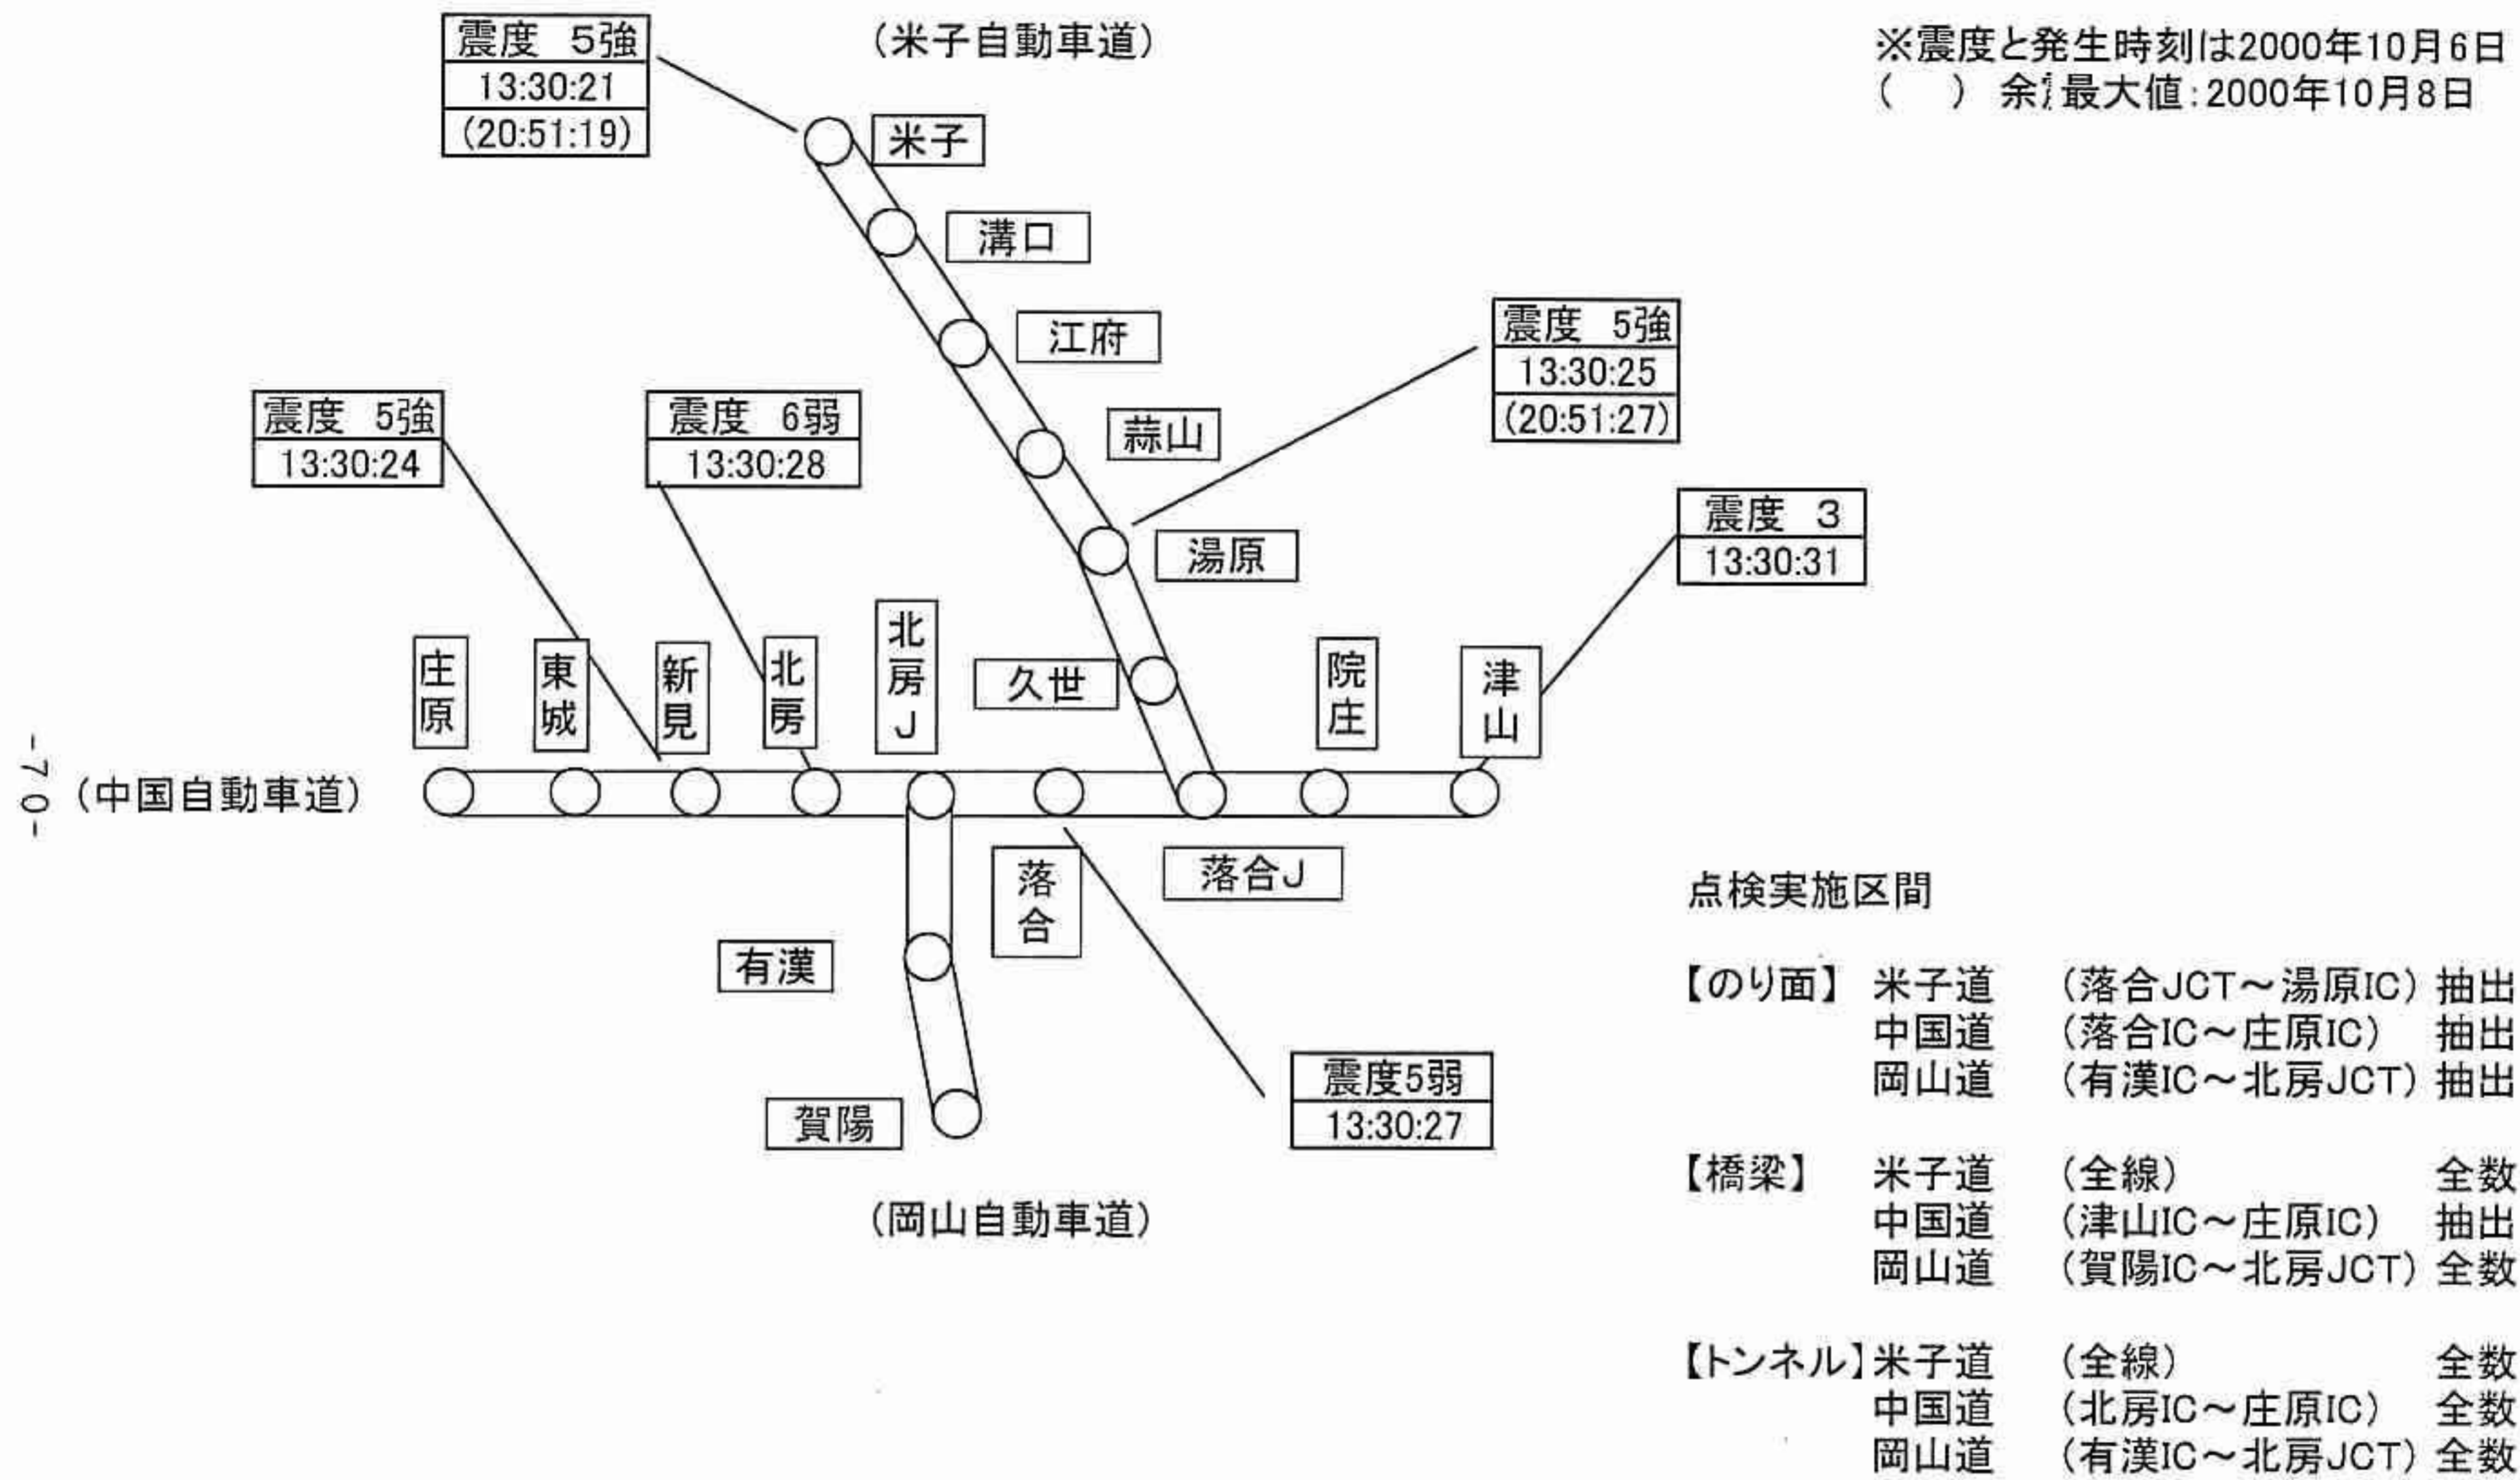 震度 5強
13:30:21
(20:51:19)
(米子自動車道)
※震度と発生時刻は2000年10月6日
( ) 余震最大値:2000年10月8日
米子
溝口
江府
蒜山
湯原
久世
震度 5強
13:30:25
(20:51:27)
震度 5強
13:30:24
震度 6弱
13:30:28
震度 3
13:30:31
庄原
東城
新見
北房
北房J
院庄
津山
(中国自動車道)
落合
落合J
有漢
賀陽
震度5弱
13:30:27
(岡山自動車道)
点検実施区間
【のり面】 米子道 (落合JCT~湯原IC) 抽出
中国道 (落合IC~庄原IC) 抽出
岡山道 (有漢IC~北房JCT) 抽出
【橋梁】 米子道 (全線) 全数
中国道 (津山IC~庄原IC) 抽出
岡山道 (賀陽IC~北房JCT) 全数
【トンネル】 米子道 (全線) 全数
中国道 (北房IC~庄原IC) 全数
岡山道 (有漢IC~北房JCT) 全数
-70-